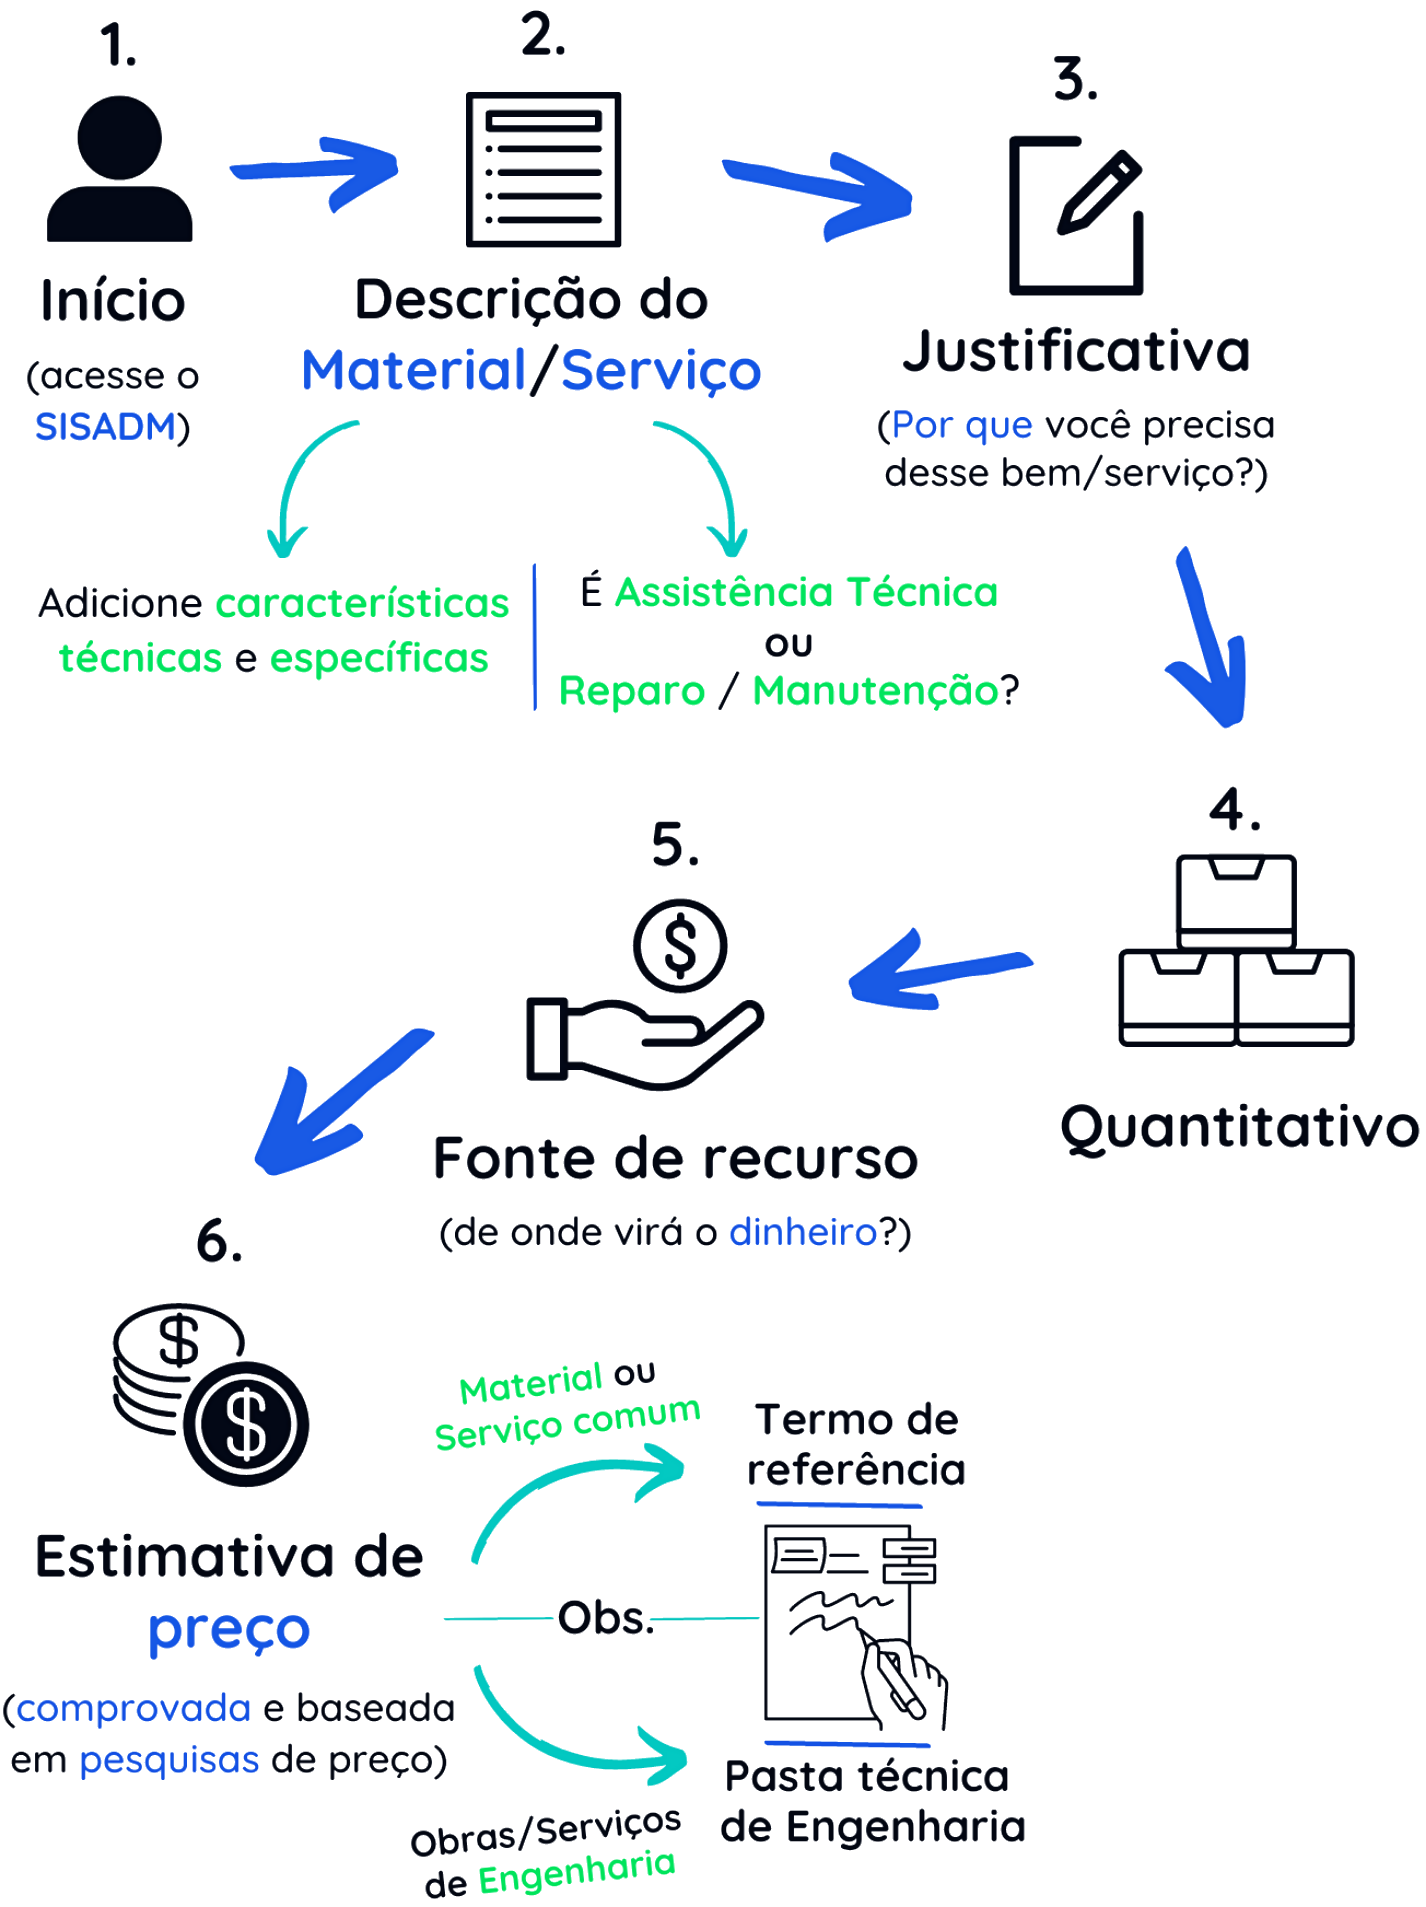 1.
Início
(acesse o
SISADM)
2.
Descrição do
Material/Serviço
Adicione características
técnicas e específicas
É Assistência Técnica
ou
Reparo / Manutenção?
3.
Justificativa
(Por que você precisa
desse bem/serviço?)
4.
Quantitativo
5.
$
Fonte de recurso
(de onde virá o dinheiro?)
6.
$
$
Estimativa de
preço
(comprovada e baseada
em pesquisas de preço)
Material ou
Serviço comum
Termo de
referência
Obs.
Obras/Serviços
de Engenharia
Pasta técnica
de Engenharia